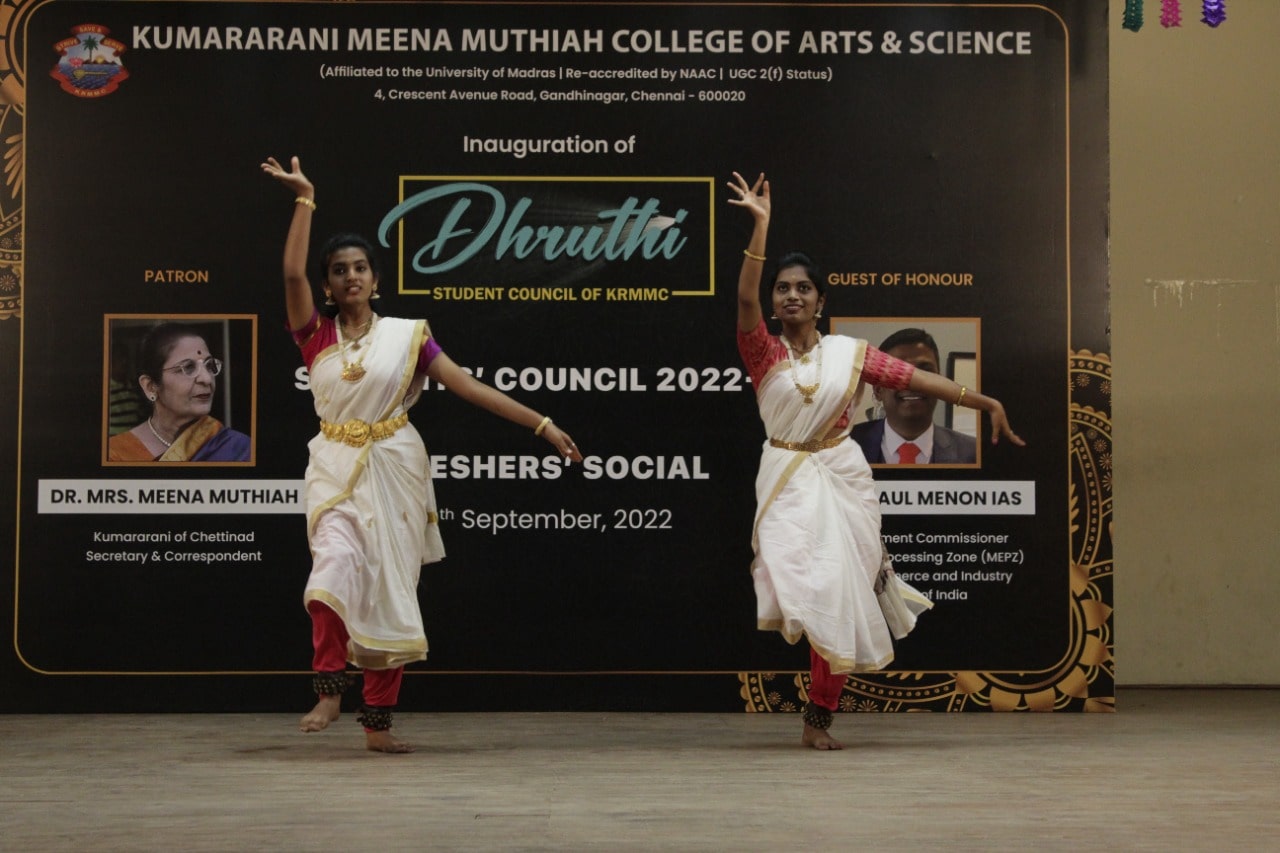 KUMARARANI MEENA MUTHIAH COLLEGE OF ARTS & SCIENCE
(Affiliated to the University of Madras | Re-accredited by NAAC | UGC 2(f) Status)
4, Crescent Avenue Road, Gandhinagar, Chennai - 600020
Inauguration of
Dhruthi
STUDENT COUNCIL OF KRMMC
PATRON
GUEST OF HONOUR
COUNCIL 2022-
ESHERS' SOCIAL
th September, 2022
DR. MRS. MEENA MUTHIAH
Kumararani of Chettinad
Secretary & Correspondent
AUL MENON IAS
ment Commissioner
ocessing Zone (MEPZ)
erce and Industry
of India